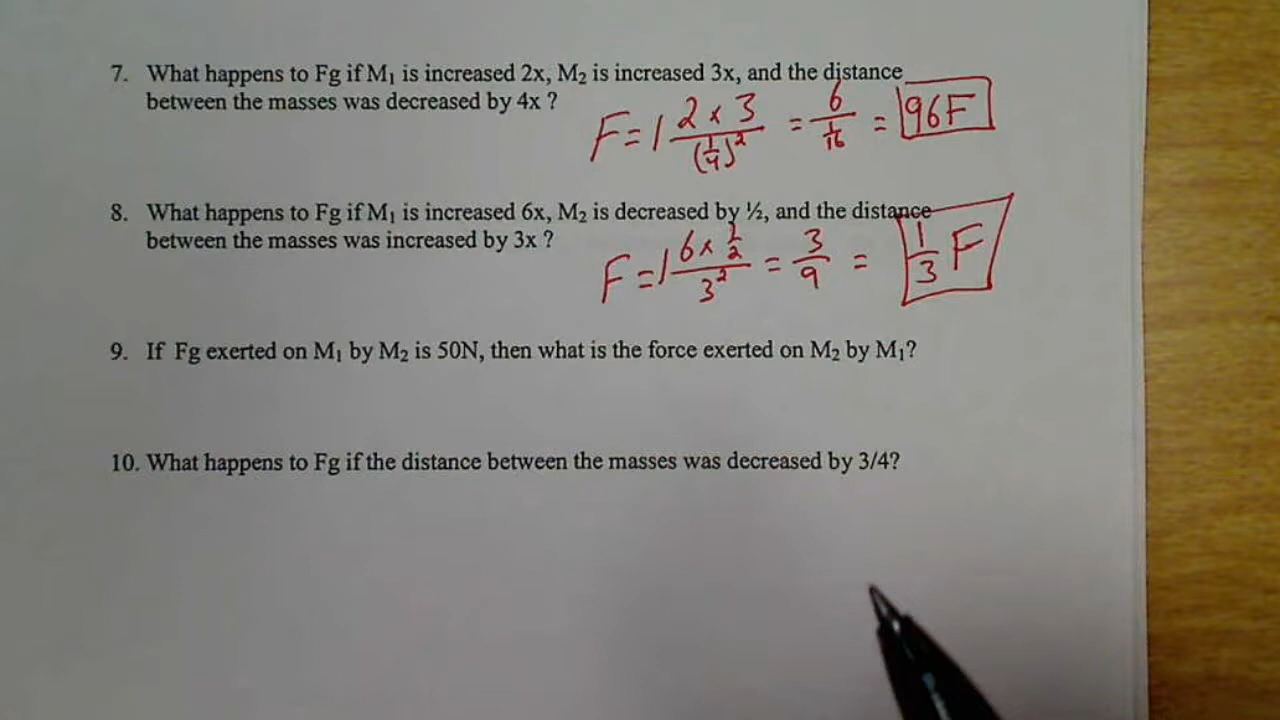 7. What happens to Fg if M₁ is increased 2x, M₂ is increased 3x, and the distance
between the masses was decreased by 4x ?
F=1 2 x 3 / (1/4)² = 6 / 1/16 = 96F
8. What happens to Fg if M₁ is increased 6x, M₂ is decreased by ½, and the distance
between the masses was increased by 3x ?
F=1 6 x 1/2 / 3² = 3/9 = 1/3 F
9. If Fg exerted on M₁ by M₂ is 50N, then what is the force exerted on M₂ by M₁?
10. What happens to Fg if the distance between the masses was decreased by 3/4?